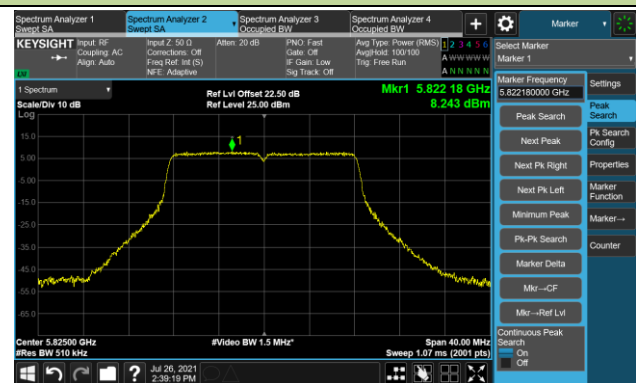 Spectrum Analyzer 1
Swept SA
Spectrum Analyzer 2
Swept SA
Spectrum Analyzer 3
Occupied BW
Spectrum Analyzer 4
Occupied BW
+
Marker
KEYSIGHT
Input: RF
Coupling: AC
Align: Auto
Input Z: 50 Ω
Corrections: Off
Freq Ref: Int (S)
NFE: Adaptive
Atten: 20 dB
PNO: Fast
Gate: Off
IF Gain: Low
Sig Track: Off
Avg Type: Power (RMS)
Avg|Hold: 100/100
Trig: Free Run
1 2 3 4 5 6
A W W W W W
A N N N N N
LXI
Select Marker
Marker 1
1 Spectrum
Scale/Div 10 dB
Log
Ref Lvl Offset 22.50 dB
Ref Level 25.00 dBm
Mkr1 5.822 18 GHz
8.243 dBm
15.0
5.00
-5.00
-15.0
-25.0
-35.0
-45.0
-55.0
-65.0
1
Center 5.82500 GHz
#Res BW 510 kHz
#Video BW 1.5 MHz*
Span 40.00 MHz
Sweep 1.07 ms (2001 pts)
Marker Frequency
5.822180000 GHz
Peak Search
Next Peak
Next Pk Right
Next Pk Left
Minimum Peak
Pk-Pk Search
Marker Delta
Mkr→CF
Mkr→Ref Lvl
Continuous Peak
Search
On
Off
Settings
Peak
Search
Pk Search
Config
Properties
Marker
Function
Marker→
Counter
?
Jul 26, 2021
2:39:19 PM